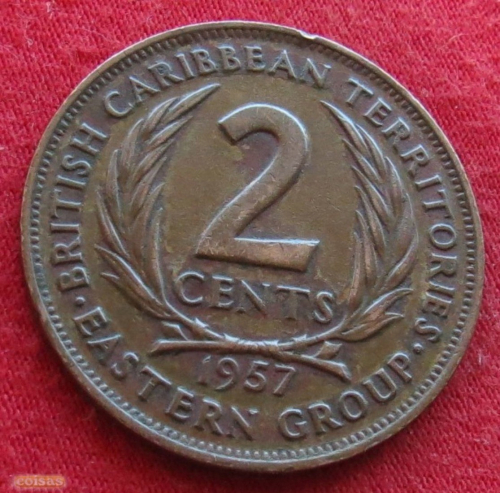 BRITISH CARIBBEAN TERRITORIES
2
CENTS
1957
· EASTERN GROUP ·
coisas